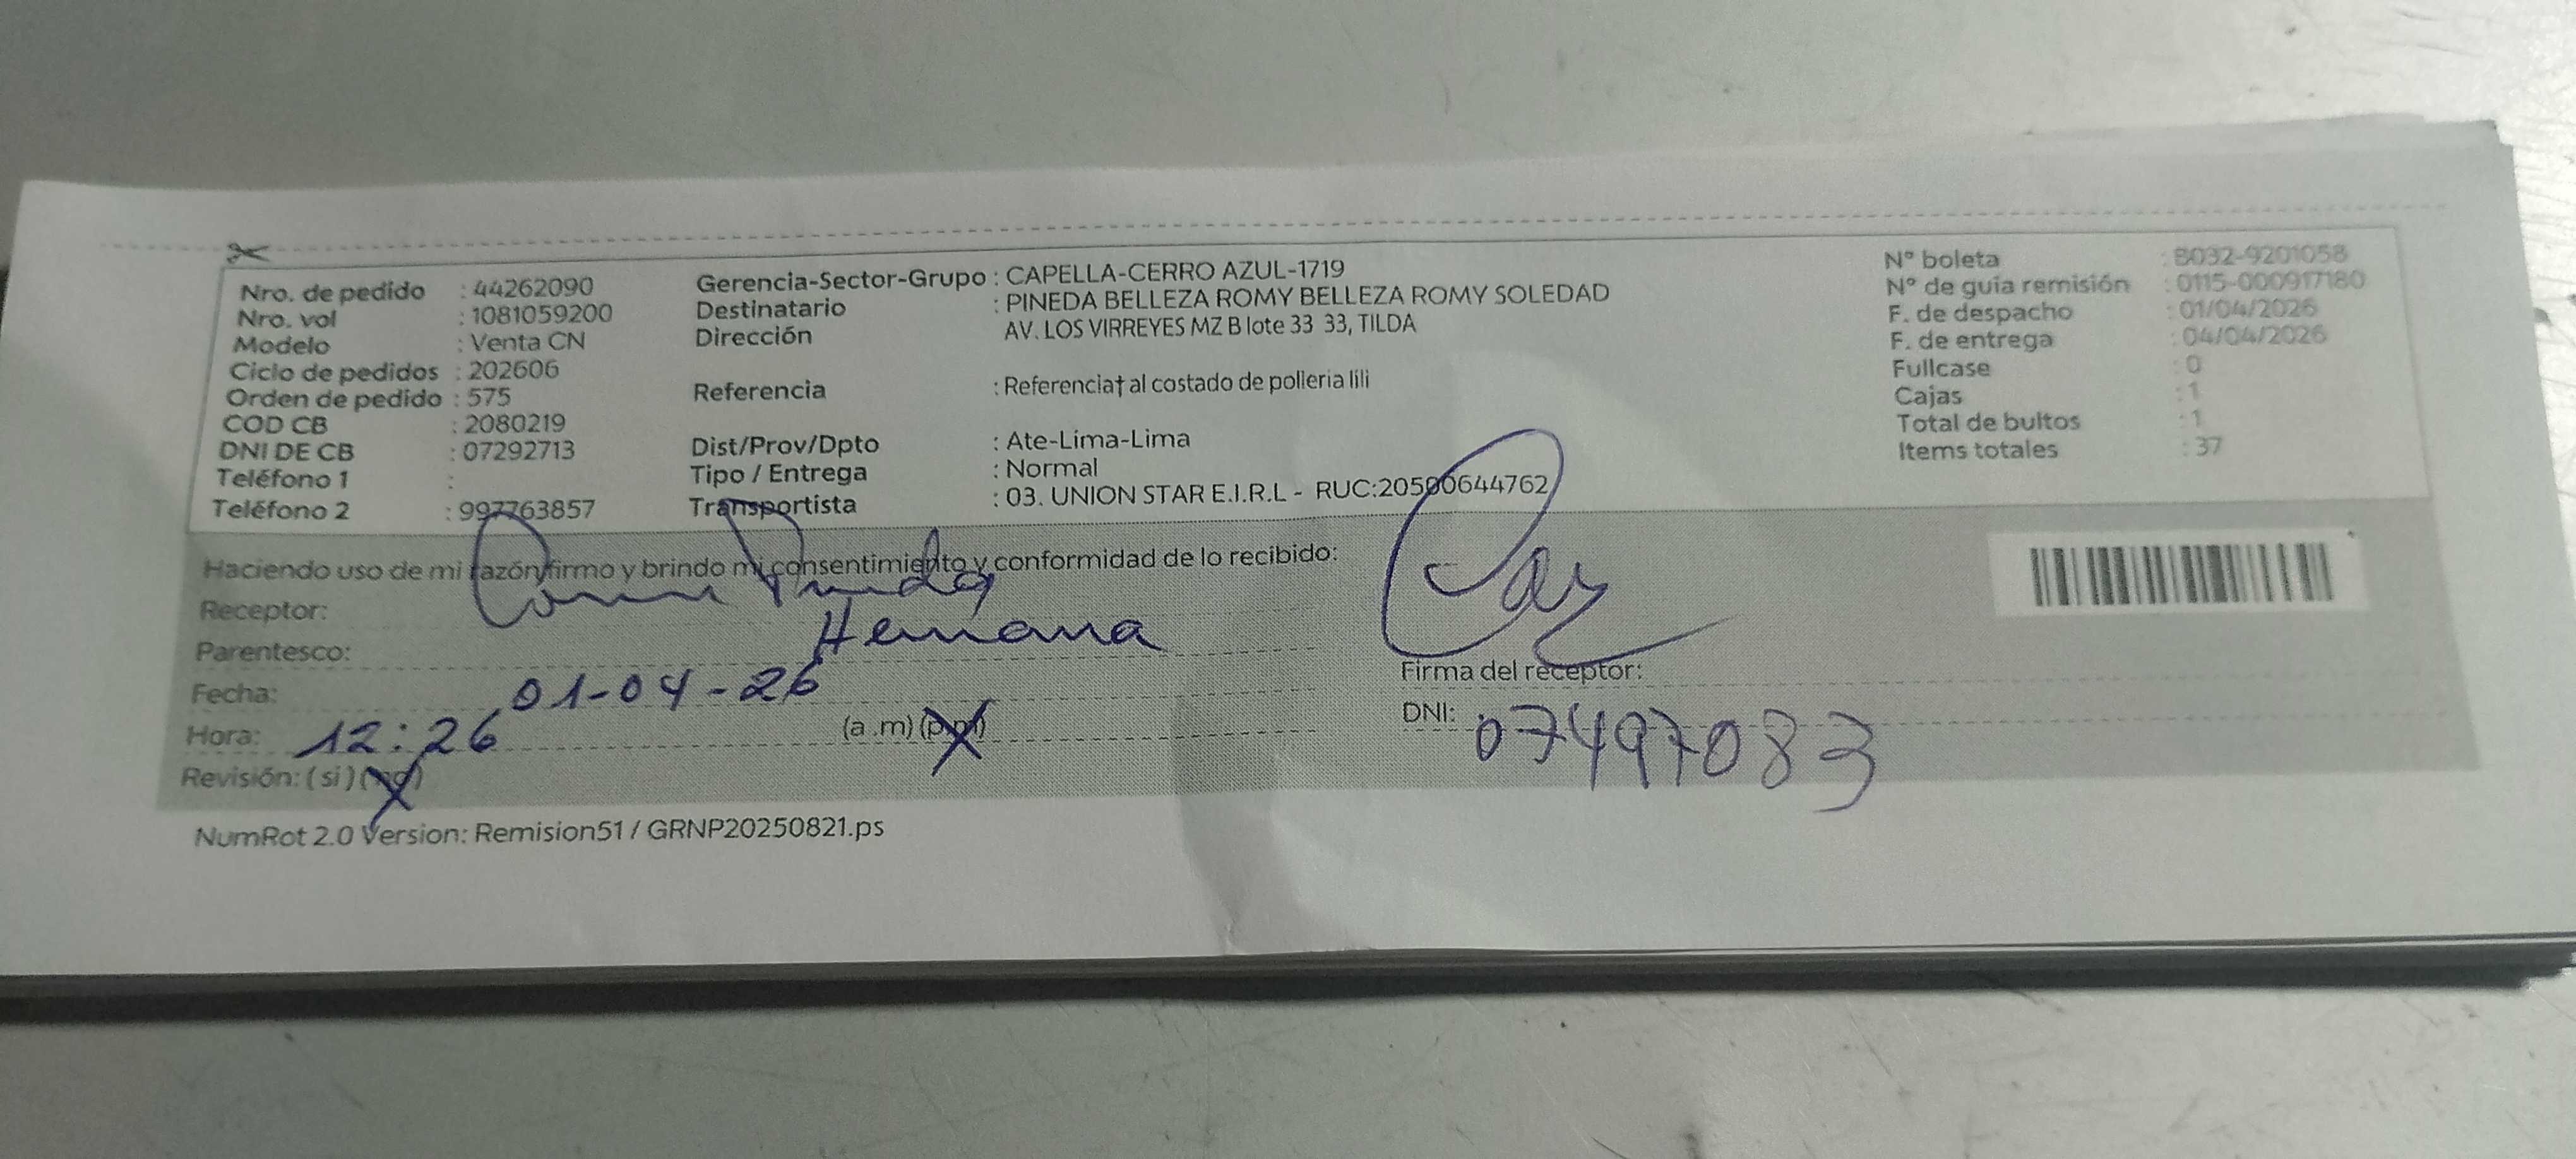 Nro. de pedido : 44262090
Nro. vol : 1081059200
Modelo : Venta CN
Ciclo de pedidos : 202606
Orden de pedido : 575
COD CB : 2080219
DNI DE CB : 07292713
Teléfono 1 :
Teléfono 2 : 997763857
Gerencia-Sector-Grupo : CAPELLA-CERRO AZUL-1719
Destinatario : PINEDA BELLEZA ROMY BELLEZA ROMY SOLEDAD
Dirección AV. LOS VIRREYES MZ B lote 33 33, TILDA
Referencia : Referencia† al costado de polleria lili
Dist/Prov/Dpto : Ate-Lima-Lima
Tipo / Entrega : Normal
Transportista : 03. UNION STAR E.I.R.L - RUC:20500644762
N° boleta : B032-9201058
N° de guia remisión : 0115-000917180
F. de despacho : 01/04/2026
F. de entrega : 04/04/2026
Fullcase : 0
Cajas : 1
Total de bultos : 1
Items totales : 37
Haciendo uso de mi razón firmo y brindo mi consentimiento y conformidad de lo recibido:
Receptor:
Parentesco: Hermana
Fecha: 01-04-26
Hora: 12:26 (a.m) (p.m)
Revisión: (si) (no)
Firma del receptor:
DNI: 07497083
NumRot 2.0 Version: Remision51 / GRNP20250821.ps